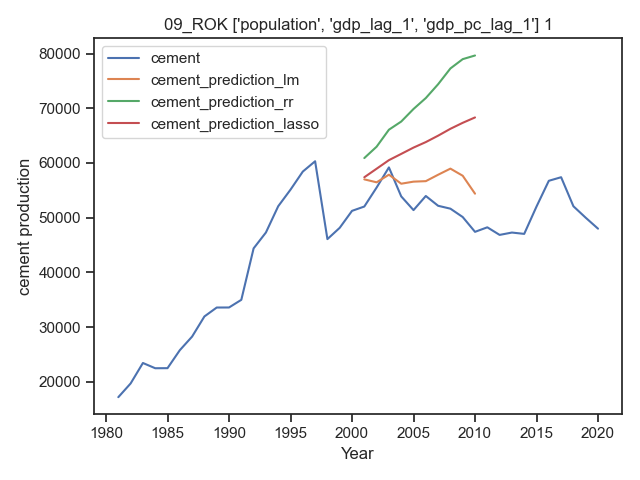 09_ROK ['population', 'gdp_lag_1', 'gdp_pc_lag_1'] 1
cement
cement_prediction_lm
cement_prediction_rr
cement_prediction_lasso
80000
70000
60000
50000
40000
30000
20000
cement production
1980 1985 1990 1995 2000 2005 2010 2015 2020
Year